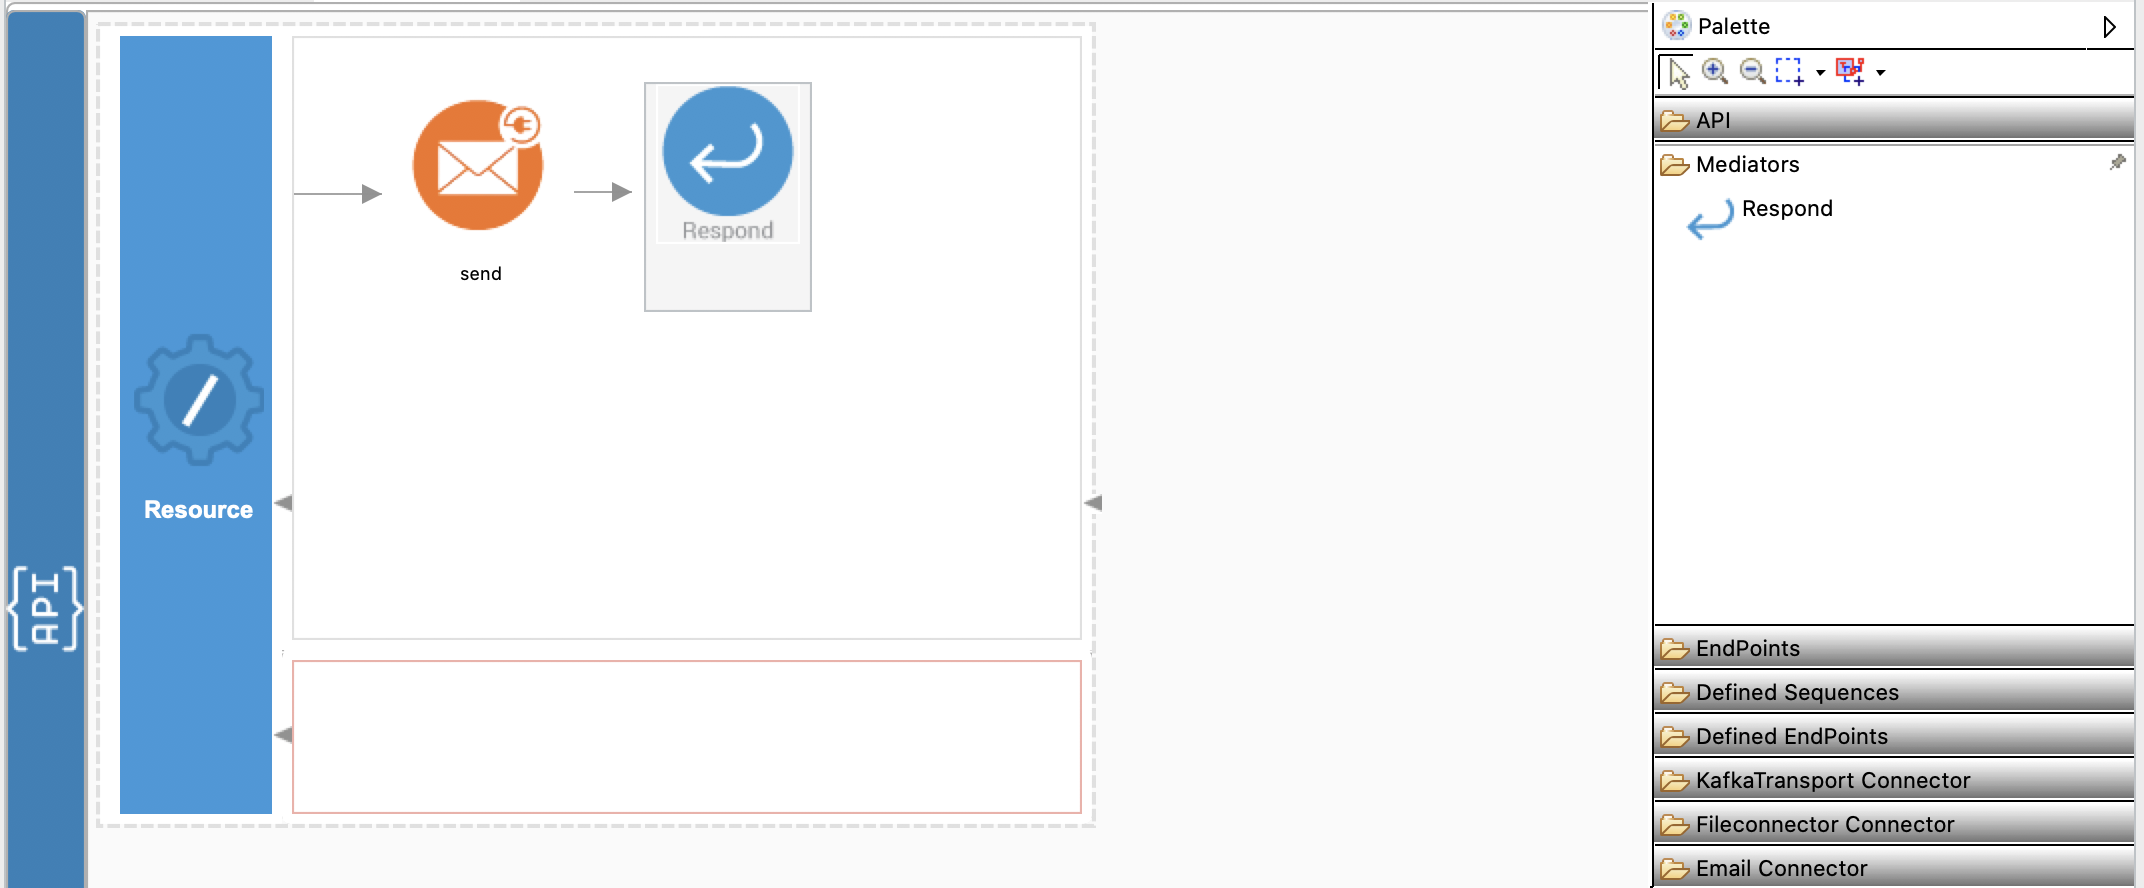 {API}
Resource
send
Respond
Palette
API
Mediators
Respond
EndPoints
Defined Sequences
Defined EndPoints
KafkaTransport Connector
Fileconnector Connector
Email Connector